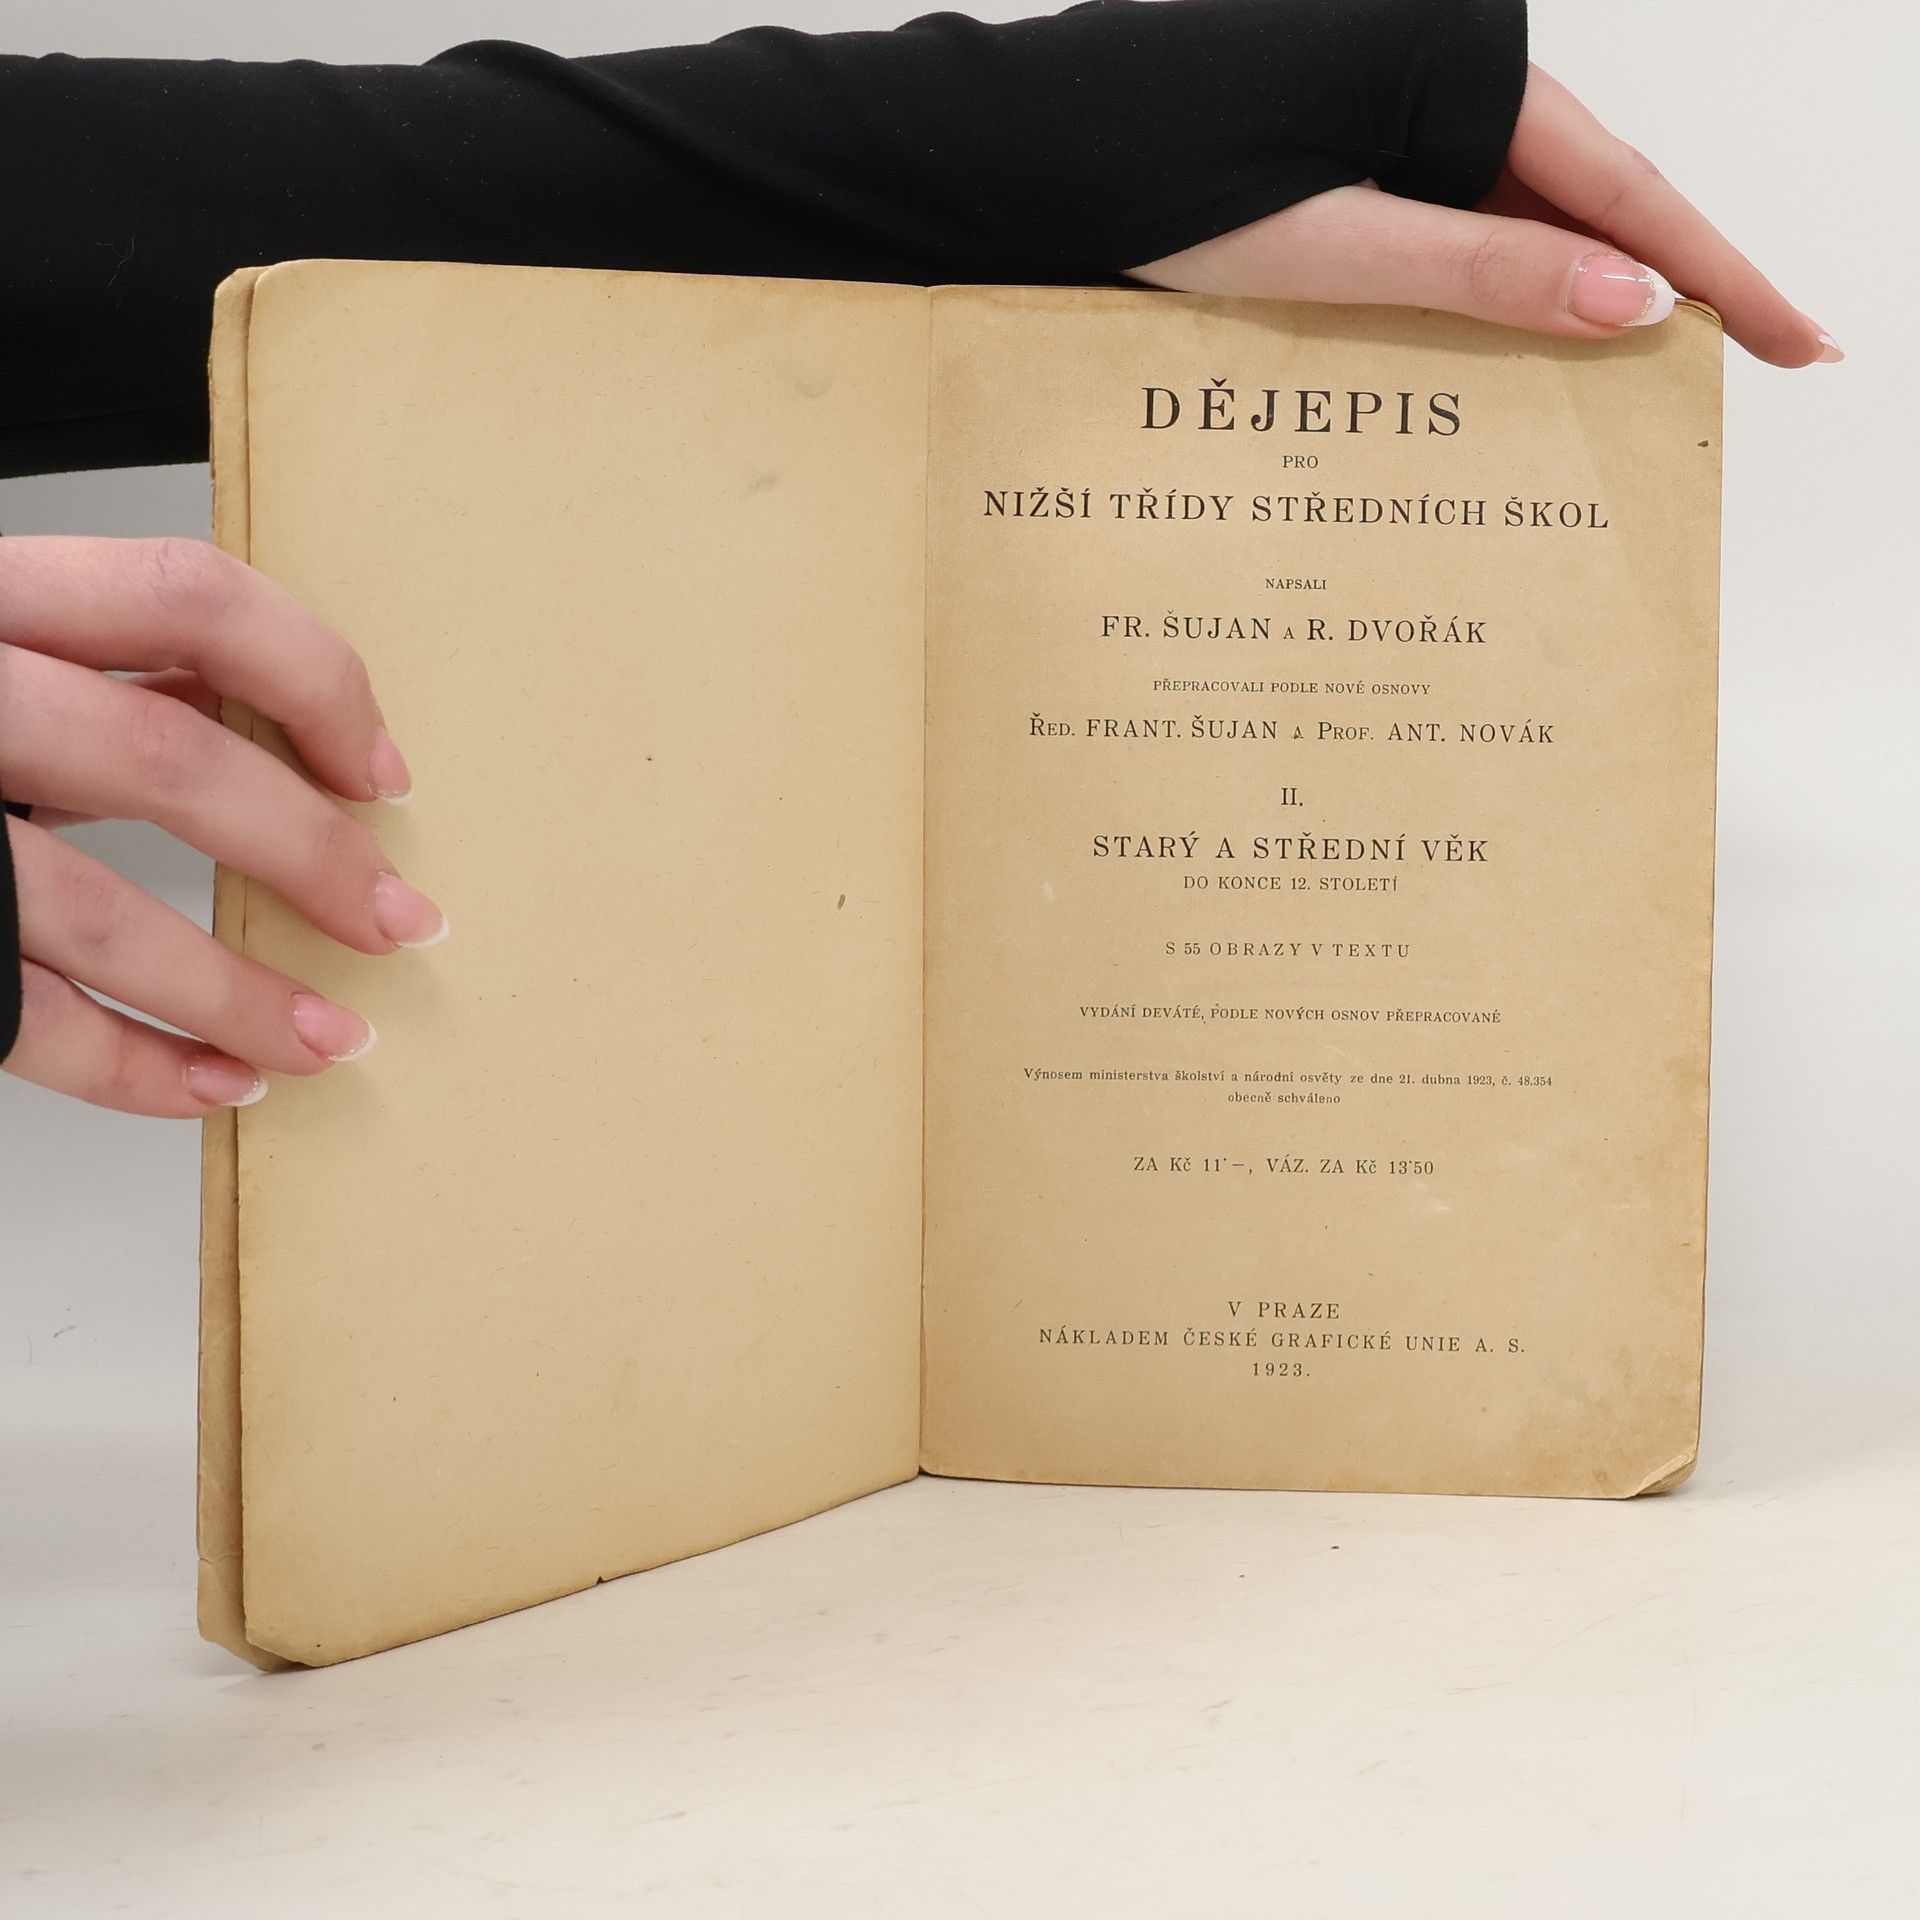 DĚJEPIS
PRO
NIŽŠÍ TŘÍDY STŘEDNÍCH ŠKOL
NAPSALI
FR. ŠUJAN A R. DVOŘÁK
PŘEPRACOVALI PODLE NOVÉ OSNOVY
ŘED. FRANT. ŠUJAN A PROF. ANT. NOVÁK
II.
STARÝ A STŘEDNÍ VĚK
DO KONCE 12. STOLETÍ
S 55 OBRAZY V TEXTU
VYDÁNÍ DEVÁTÉ, PODLE NOVÝCH OSNOV PŘEPRACOVANÉ
Výnosem ministerstva školství a národní osvěty ze dne 21. dubna 1923, č. 48.354
obecně schváleno
ZA Kč 11·–, VÁZ. ZA Kč 13·50
V PRAZE
NÁKLADEM ČESKÉ GRAFICKÉ UNIE A. S.
1923.